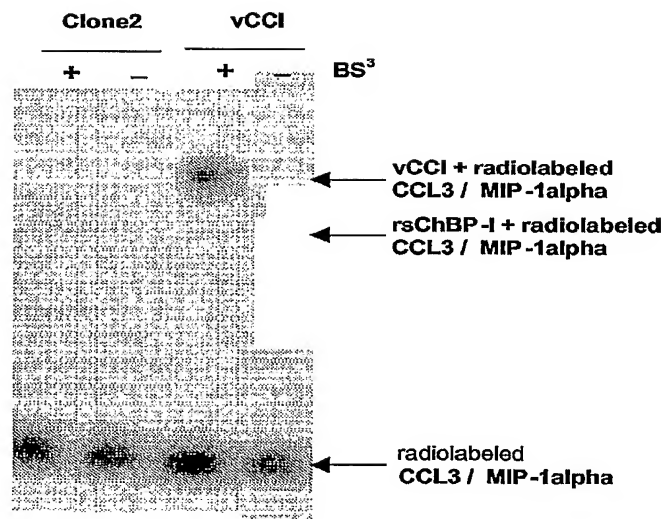 Clone2 vCCI
+ – + – BS³
vCCI + radiolabeled
CCL3 / MIP-1alpha
rsChBP-I + radiolabeled
CCL3 / MIP-1alpha
radiolabeled
CCL3 / MIP-1alpha